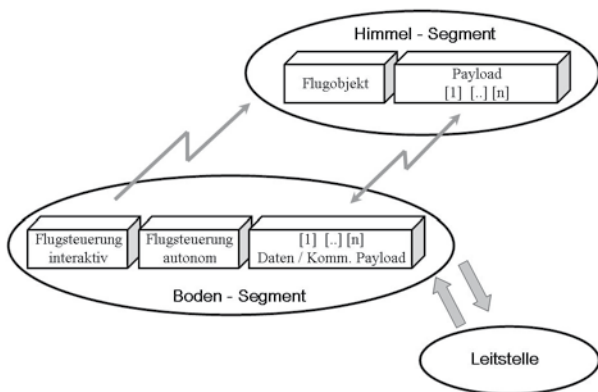 Himmel - Segment
Flugobjekt
Payload
[1] [..] [n]
Flugsteuerung
interaktiv
Flugsteuerung
autonom
[1] [..] [n]
Daten / Komm. Payload
Boden - Segment
Leitstelle